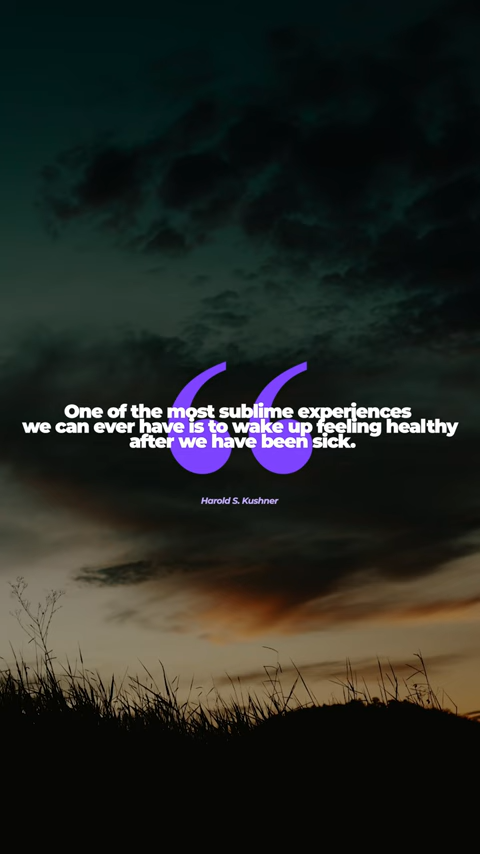 One of the most sublime experiences
we can ever have is to wake up feeling healthy
after we have been sick.
Harold S. Kushner